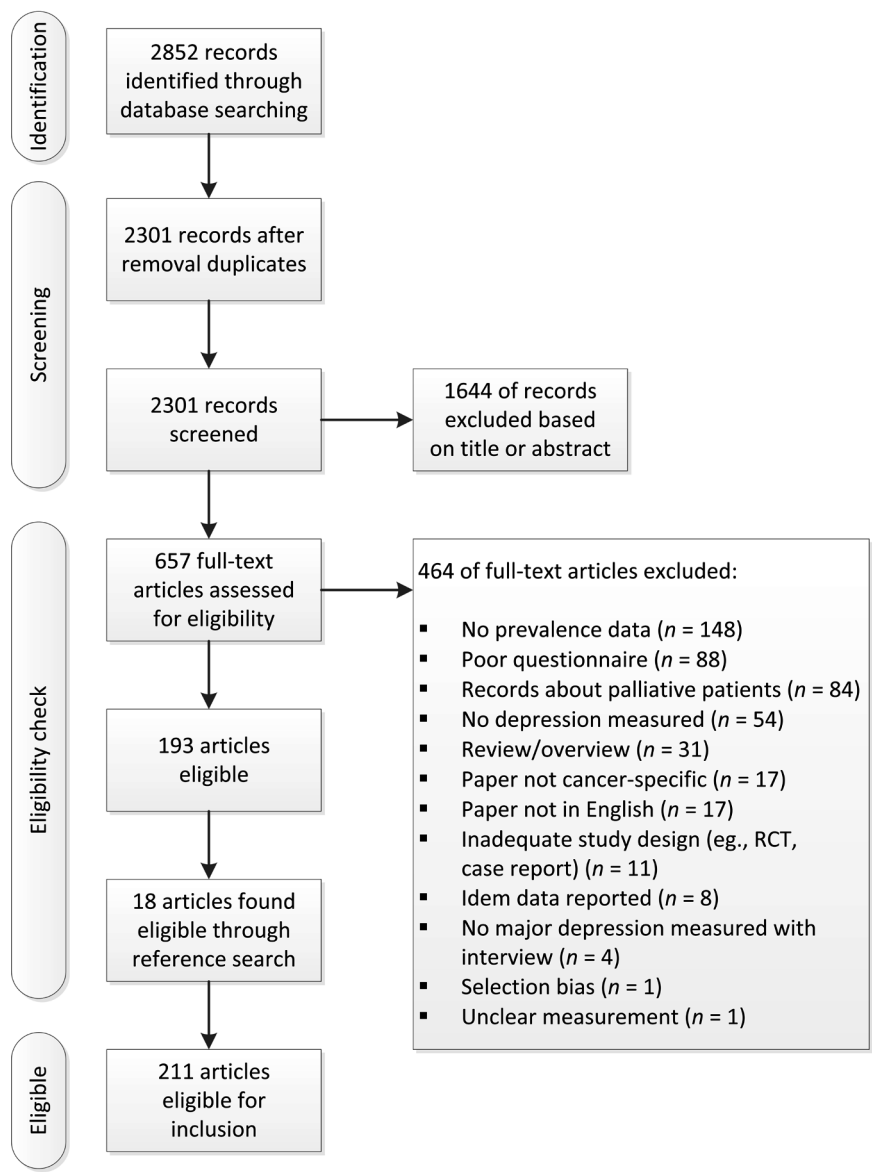 Identification
2852 records
identified through
database searching
Screening
2301 records after
removal duplicates
2301 records
screened
1644 of records
excluded based
on title or abstract
Eligibility check
657 full-text
articles assessed
for eligibility
464 of full-text articles excluded:
▪ No prevalence data (n = 148)
▪ Poor questionnaire (n = 88)
▪ Records about palliative patients (n = 84)
▪ No depression measured (n = 54)
▪ Review/overview (n = 31)
▪ Paper not cancer-specific (n = 17)
▪ Paper not in English (n = 17)
▪ Inadequate study design (eg., RCT,
case report) (n = 11)
▪ Idem data reported (n = 8)
▪ No major depression measured with
interview (n = 4)
▪ Selection bias (n = 1)
▪ Unclear measurement (n = 1)
193 articles
eligible
18 articles found
eligible through
reference search
Eligible
211 articles
eligible for
inclusion